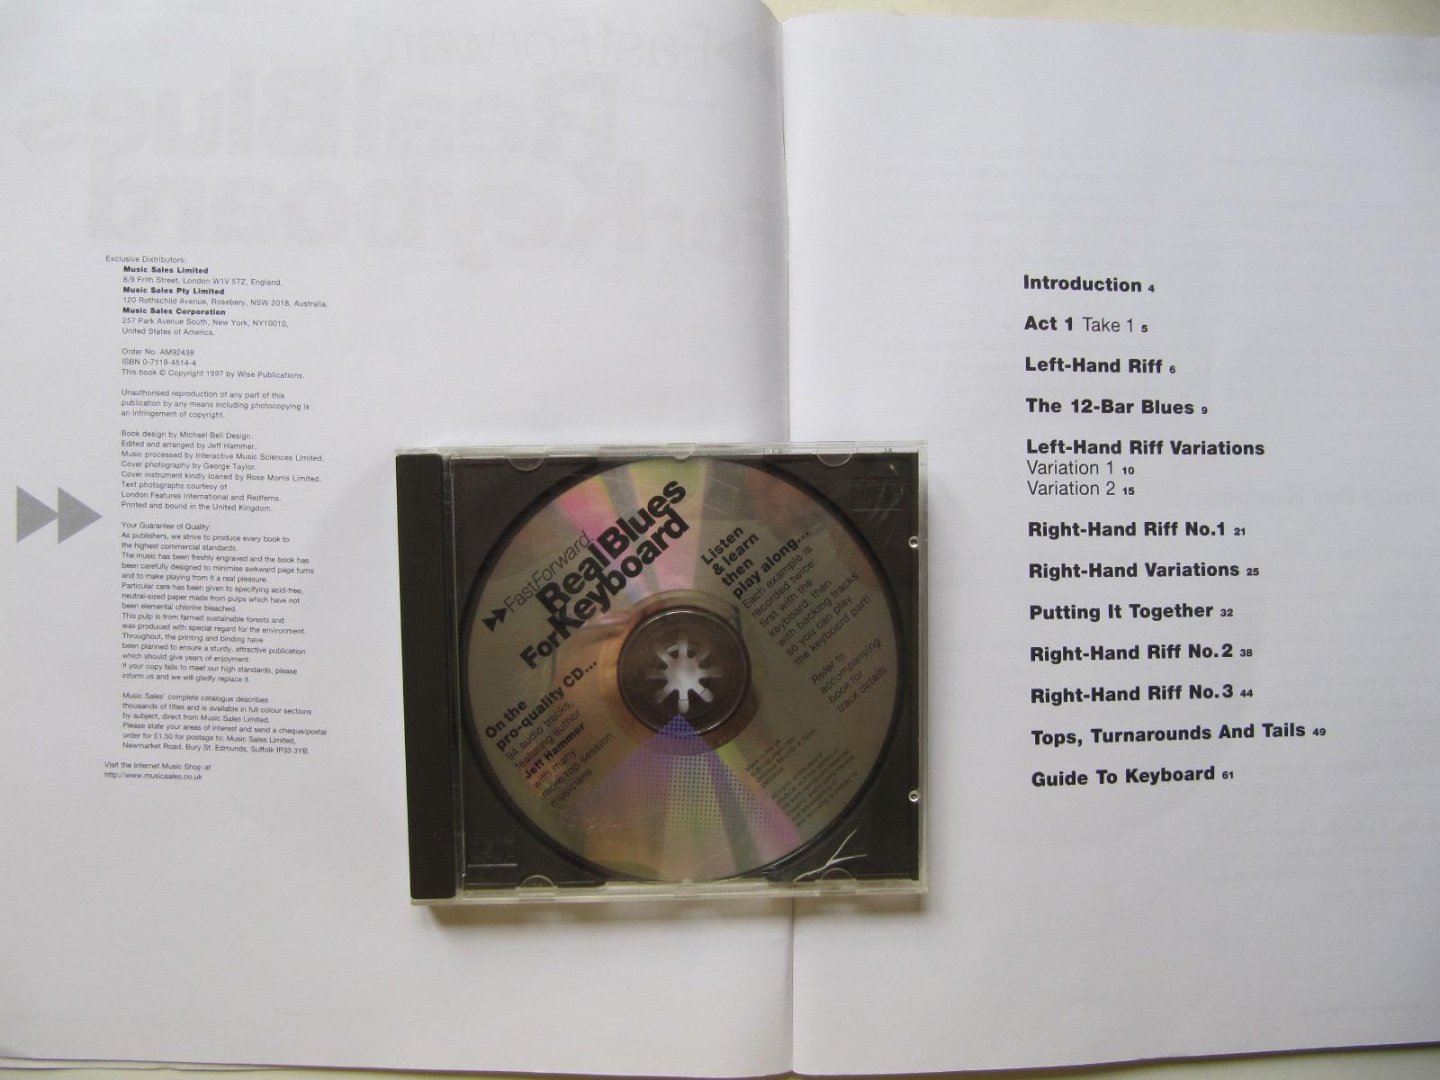 Exclusive Distributors:
Music Sales Limited
8/9 Frith Street, London W1V 5TZ, England.
Music Sales Pty Limited
120 Rothschild Avenue, Rosebery, NSW 2018, Australia.
Music Sales Corporation
257 Park Avenue South, New York, NY10010,
United States of America.
Order No. AM92438
ISBN 0-7119-4514-4
This book © Copyright 1997 by Wise Publications.
Unauthorised reproduction of any part of this
publication by any means including photocopying is
an infringement of copyright.
Book design by Michael Bell Design.
Edited and arranged by Jeff Hammer.
Music processed by Interactive Music Sciences Limited.
Cover photography by George Taylor.
Cover instrument kindly loaned by Rose Morris Limited.
Text photographs courtesy of
London Features International and Redferns.
Printed and bound in the United Kingdom.
Your Guarantee of Quality:
As publishers, we strive to produce every book to
the highest commercial standards.
The music has been freshly engraved and the book has
been carefully designed to minimise awkward page turns
and to make playing from it a real pleasure.
Particular care has been given to specifying acid-free,
neutral-sized paper made from pulps which have not
been elemental chlorine bleached.
This pulp is from farmed sustainable forests and
was produced with special regard for the environment.
Throughout, the printing and binding have
been planned to ensure a sturdy, attractive publication
which should give years of enjoyment.
If your copy fails to meet our high standards, please
inform us and we will gladly replace it.
Music Sales' complete catalogue describes
thousands of titles and is available in full colour sections
by subject, direct from Music Sales Limited.
Please state your areas of interest and send a cheque/postal
order for £1.50 for postage to: Music Sales Limited,
Newmarket Road, Bury St. Edmunds, Suffolk IP33 3YB.
Visit the Internet Music Shop at
http://www.musicsales.co.uk
FastForward
RealBlues
ForKeyboard
On the
pro-quality CD...
94 audio tracks,
featuring author
Jeff Hammer
with many
more top session
musicians
Listen
& learn
then
play along...
Each example is
recorded twice:
first with the
keyboard, then
with backing tracks
so you can play
the keyboard part!
Refer to
accompanying
book for
track details
Introduction 4
Act 1 Take 1 5
Left-Hand Riff 6
The 12-Bar Blues 9
Left-Hand Riff Variations
Variation 1 10
Variation 2 15
Right-Hand Riff No.1 21
Right-Hand Variations 25
Putting It Together 32
Right-Hand Riff No.2 38
Right-Hand Riff No.3 44
Tops, Turnarounds And Tails 49
Guide To Keyboard 61